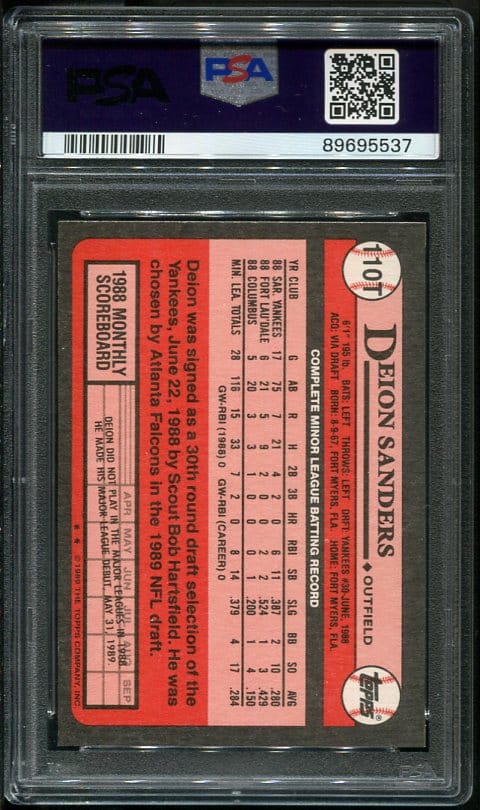 PSA
PSA
89695537
110T
DEION SANDERS ◆ OUTFIELD
TOPPS
6'1" 195 lb. BATS: LEFT THROWS: LEFT DRFT: YANKEES #30-JUNE, 1988
ACQ: VIA DRAFT BORN: 8-9-67, FORT MYERS, FLA. HOME: FORT MYERS, FLA.
COMPLETE MINOR LEAGUE BATTING RECORD
YR CLUB G AB R H 2B 3B HR RBI SB SLG BB SO AVG
88 SAR. YANKEES 17 75 7 21 4 2 0 6 11 .387 2 10 .280
88 FORT LAU'DALE 6 21 5 9 2 0 0 2 2 .524 1 3 .429
88 COLUMBUS 5 20 3 3 1 0 0 0 1 .200 1 4 .150
MIN. LEA. TOTALS 28 116 15 33 7 2 0 8 14 .379 4 17 .284
GW-RBI (1988) 0 GW-RBI (CAREER) 0
Deion was signed as a 30th round draft selection of the
Yankees, June 22, 1988 by Scout Bob Hartsfield. He was
chosen by Atlanta Falcons in the 1989 NFL draft.
1988 MONTHLY
SCOREBOARD
APR MAY JUN JUL AUG SEP
DEION DID NOT PLAY IN THE MAJOR LEAGUES IN 1988.
HE MADE HIS MAJOR LEAGUE DEBUT, MAY 31, 1989.
** © 1989 THE TOPPS COMPANY, INC.